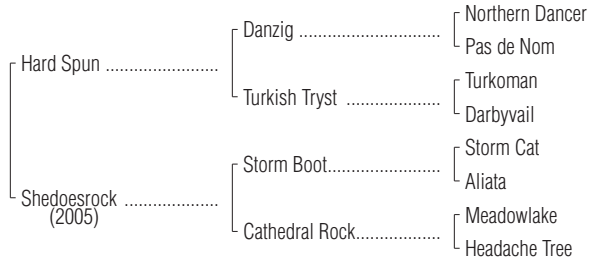 Northern Dancer
Danzig ................................
Pas de Nom
Hard Spun .........................
Turkoman
Turkish Tryst .....................
Darbyvail
Storm Cat
Storm Boot.........................
Aliata
Shedoesrock .....................
(2005)
Meadowlake
Cathedral Rock...................
Headache Tree